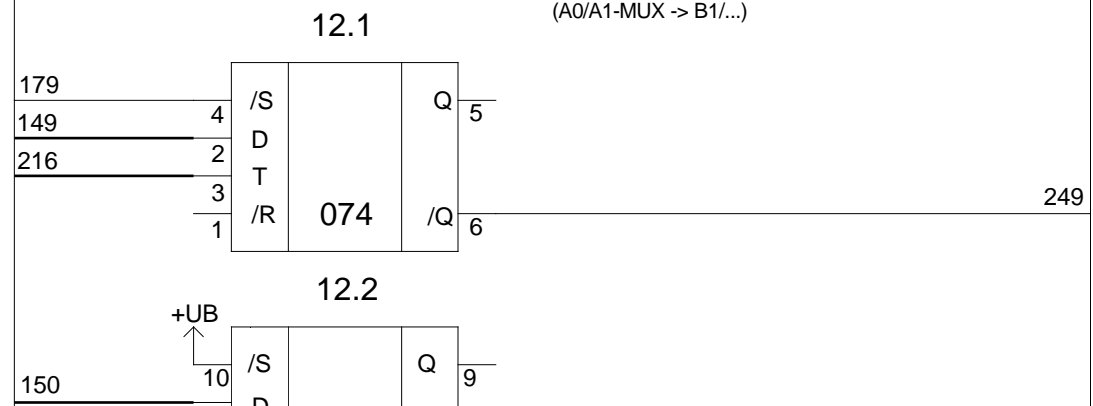 (A0/A1-MUX -> B1/...)
12.1
179
/S
Q
4
5
149
D
2
216
T
3
249
/R
074
/Q
1
6
12.2
+UB
/S
Q
10
9
150
D